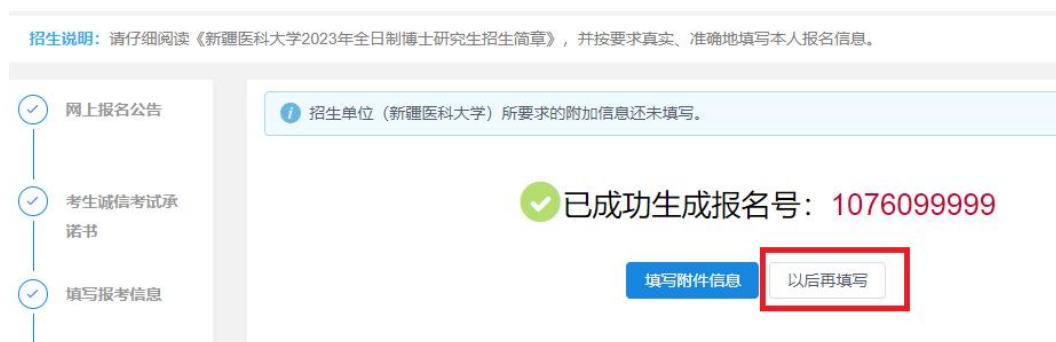 招生说明：请仔细阅读《新疆医科大学2023年全日制博士研究生招生简章》，并按要求真实、准确地填写本人报名信息。
网上报名公告
招生单位（新疆医科大学）所要求的附加信息还未填写。
考生诚信考试承
诺书
已成功生成报名号：1076099999
填写附件信息
以后再填写
填写报考信息